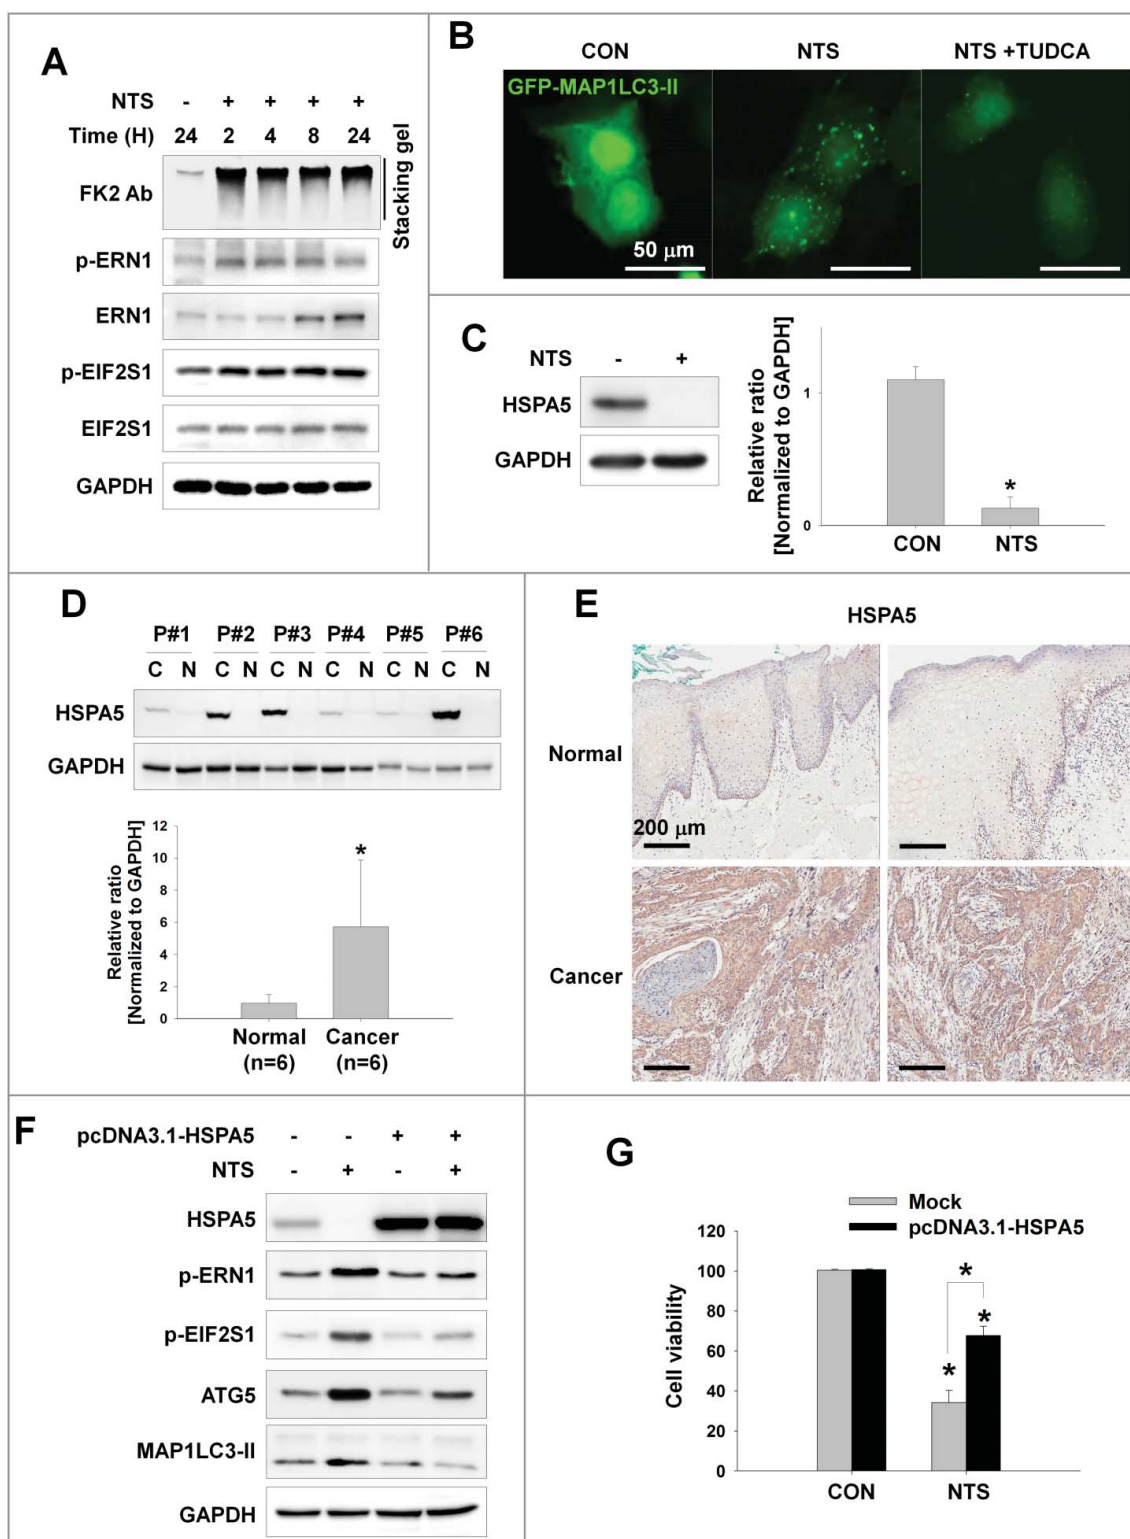 A
NTS - + + + +
Time (H) 24 2 4 8 24
FK2 Ab
Stacking gel
p-ERN1
ERN1
p-EIF2S1
EIF2S1
GAPDH
B
CON NTS NTS +TUDCA
GFP-MAP1LC3-II
50 μm
C
NTS - +
HSPA5
GAPDH
Relative ratio
[Normalized to GAPDH]
1
0
*
CON NTS
D
P#1 P#2 P#3 P#4 P#5 P#6
C N C N C N C N C N C N
HSPA5
GAPDH
Relative ratio
[Normalized to GAPDH]
12
10
8
6
4
2
0
*
Normal Cancer
(n=6) (n=6)
E
HSPA5
Normal
200 μm
Cancer
F
pcDNA3.1-HSPA5 - - + +
NTS - + - +
HSPA5
p-ERN1
p-EIF2S1
ATG5
MAP1LC3-II
GAPDH
G
Mock
pcDNA3.1-HSPA5
Cell viability
120
100
80
60
40
20
0
*
*
*
CON NTS